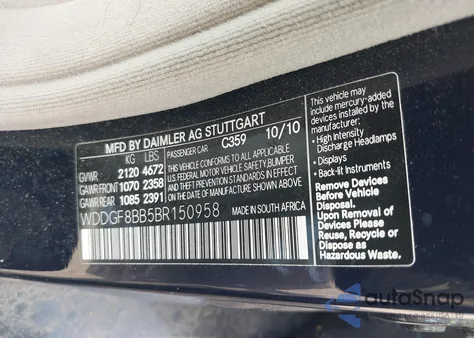 MFD BY DAIMLER AG STUTTGART
KG LBS
PASSENGER CAR C359 10/10
GVWR 2120 4672
GAWR FRONT 1070 2358
GAWR REAR 1085 2391
THIS VEHICLE CONFORMS TO ALL APPLICABLE
U.S. FEDERAL MOTOR VEHICLE SAFETY, BUMPER
AND THEFT PREVENTION STANDARDS
IN EFFECT ON THE DATE OF
MANUFACTURE SHOWN ABOVE.
WDDGF8BB5BR150958
MADE IN SOUTH AFRICA
This vehicle may
include mercury-added
devices installed by the
manufacturer:
• High Intensity
Discharge Headlamps
• Displays
• Back-lit Instruments
Remove Devices
Before Vehicle
Disposal.
Upon Removal,
Reuse, Recycle or
Dispose as
Hazardous Waste.
autoSnap